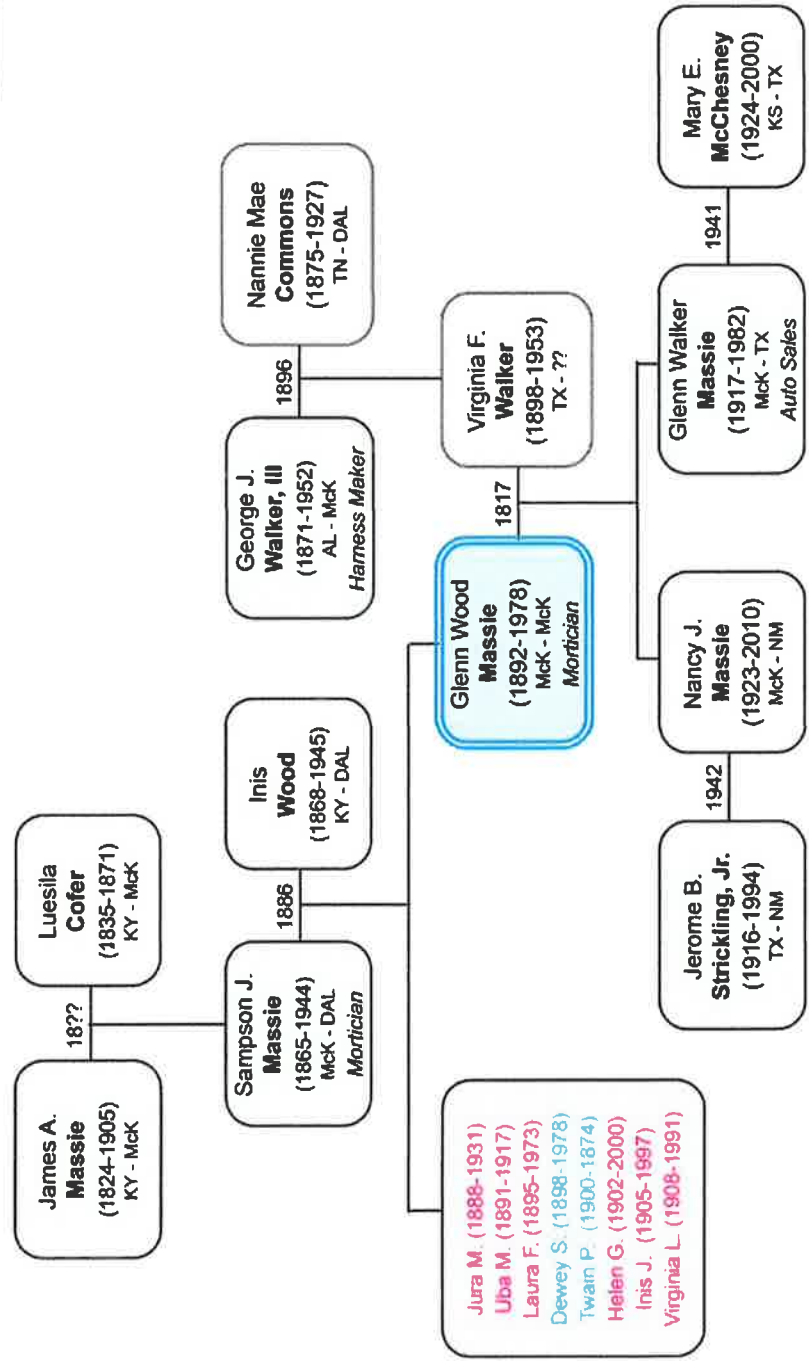 James A.
Massie
(1824-1905)
KY - McK
18??
Luesila
Cofer
(1835-1871)
KY - McK
Sampson J.
Massie
(1865-1944)
McK - DAL
Mortician
1886
Inis
Wood
(1868-1945)
KY - DAL
George J.
Walker, III
(1871-1952)
AL - McK
Harness Maker
1896
Nannie Mae
Commons
(1875-1927)
TN - DAL
Jura M. (1888-1931)
Uba M. (1891-1917)
Laura F. (1895-1973)
Dewey S. (1898-1978)
Twain P. (1900-1874)
Helen G. (1902-2000)
Inis J. (1905-1997)
Virginia L. (1908-1991)
Glenn Wood
Massie
(1892-1978)
McK - McK
Mortician
1817
Virginia F.
Walker
(1898-1953)
TX - ??
Jerome B.
Strickling, Jr.
(1916-1994)
TX - NM
1942
Nancy J.
Massie
(1923-2010)
McK - NM
Glenn Walker
Massie
(1917-1982)
McK - TX
Auto Sales
1941
Mary E.
McChesney
(1924-2000)
KS - TX